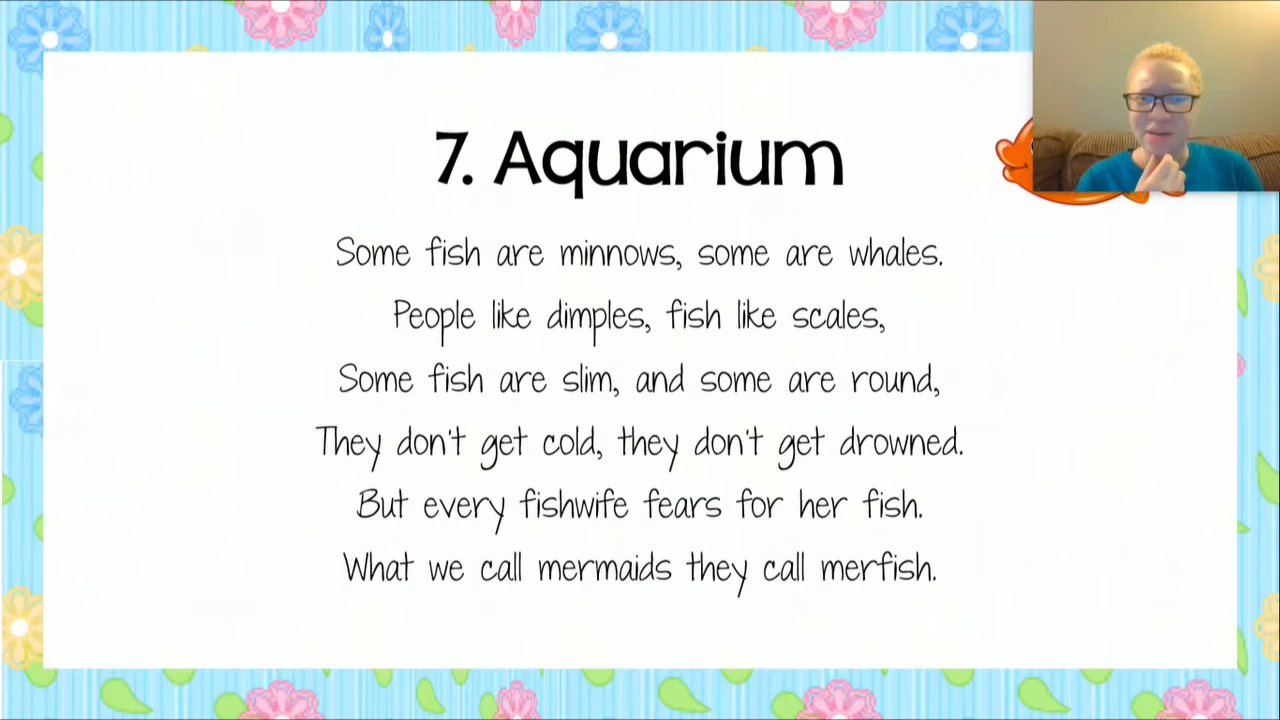 7. Aquarium
Some fish are minnows, some are whales.
People like dimples, fish like scales,
Some fish are slim, and some are round,
They don't get cold, they don't get drowned.
But every fishwife fears for her fish.
What we call mermaids they call merfish.